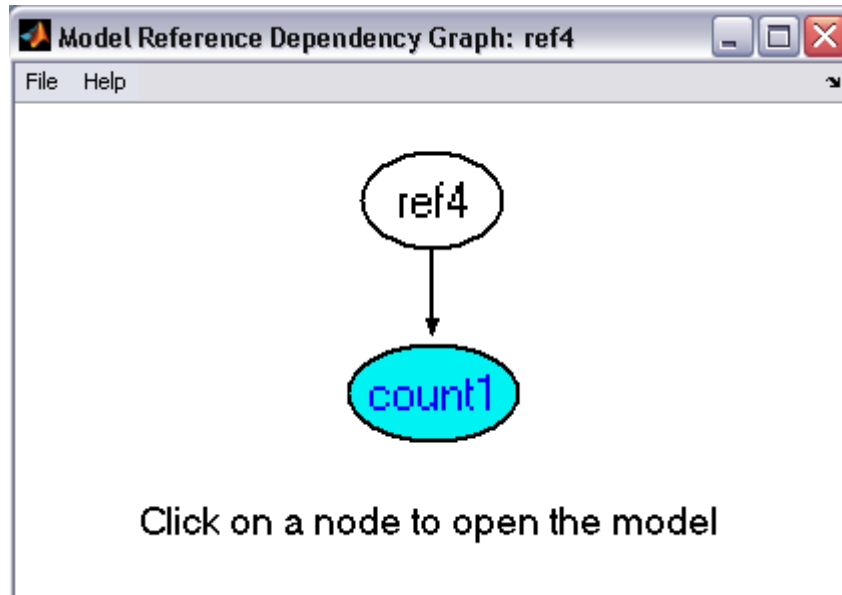 Model Reference Dependency Graph: ref4
File Help
ref4
count1
Click on a node to open the model